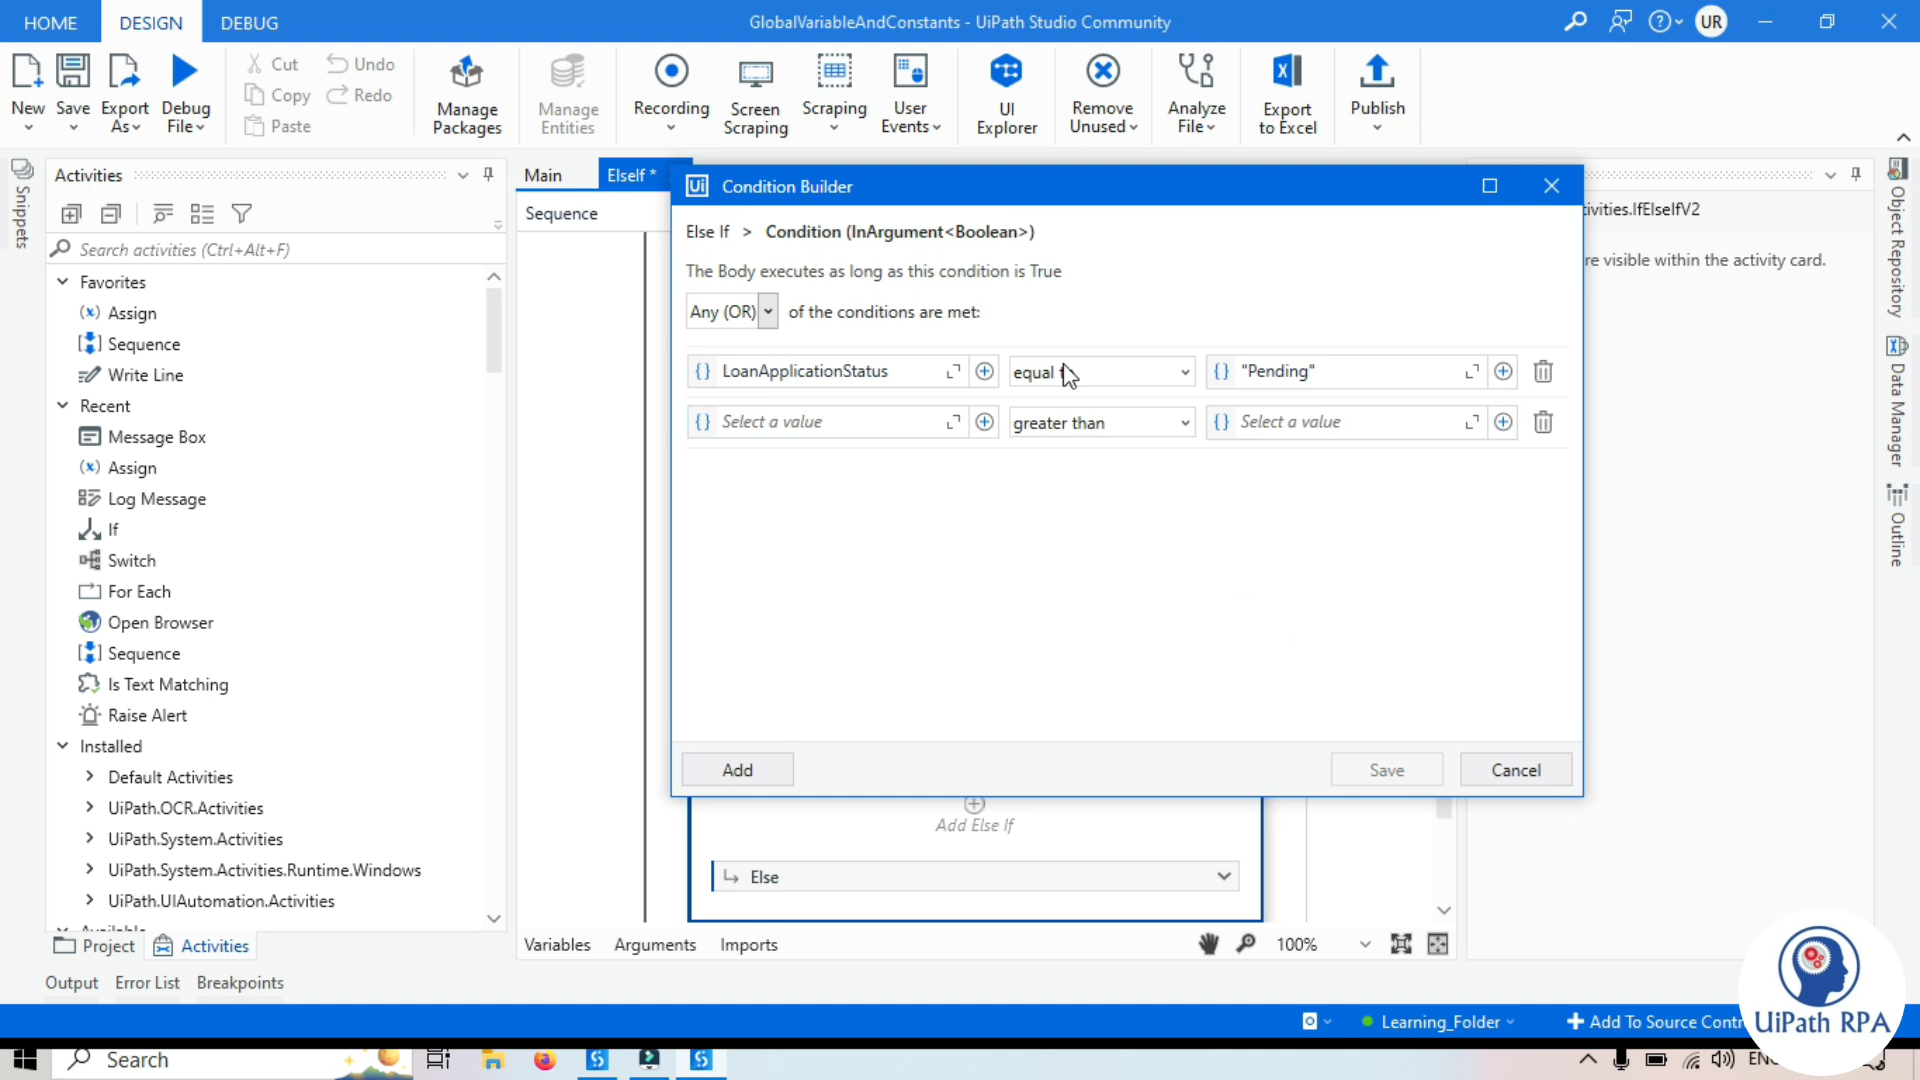 HOME DESIGN DEBUG GlobalVariableAndConstants - UiPath Studio Community UR
New Save Export As Debug File Cut Copy Paste Undo Redo Manage Packages Manage Entities Recording Screen Scraping Scraping User Events UI Explorer Remove Unused Analyze File Export to Excel Publish
Snippets
Activities
Search activities (Ctrl+Alt+F)
Favorites
(x) Assign
Sequence
Write Line
Recent
Message Box
(x) Assign
Log Message
If
Switch
For Each
Open Browser
Sequence
Is Text Matching
Raise Alert
Installed
Default Activities
UiPath.OCR.Activities
UiPath.System.Activities
UiPath.System.Activities.Runtime.Windows
UiPath.UIAutomation.Activities
Project Activities
Main ElseIf *
Sequence
Ui Condition Builder
Else If > Condition (InArgument<Boolean>)
The Body executes as long as this condition is True
Any (OR) of the conditions are met:
{} LoanApplicationStatus equal {} "Pending"
{} Select a value greater than {} Select a value
Add Save Cancel
Add Else If
Else
Variables Arguments Imports 100%
tivities.IfElseIfV2
re visible within the activity card.
Object Repository
Data Manager
Outline
Output Error List Breakpoints
Learning_Folder Add To Source Contr
UiPath RPA
Search